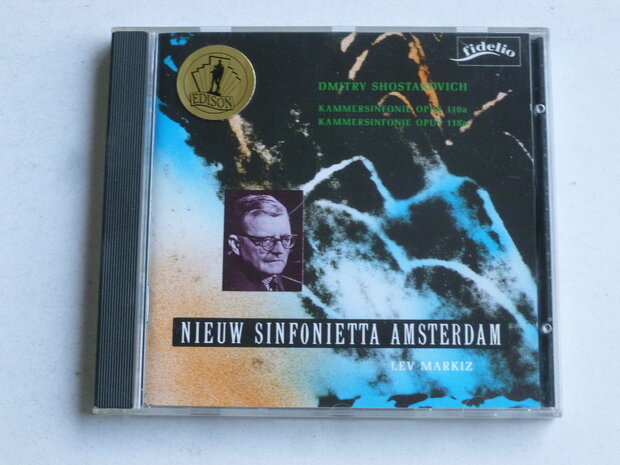 fidelio
EDISON
DMITRY SHOSTAKOVICH
KAMMERSINFONIE OPUS 110a
KAMMERSINFONIE OPUS 118a
NIEUW SINFONIETTA AMSTERDAM
LEV MARKIZ